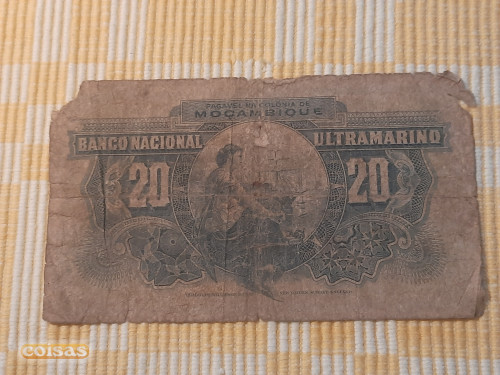 PAGAVEL NA COLONIA DE
MOÇAMBIQUE
BANCO NACIONAL ULTRAMARINO
20 20
coisas